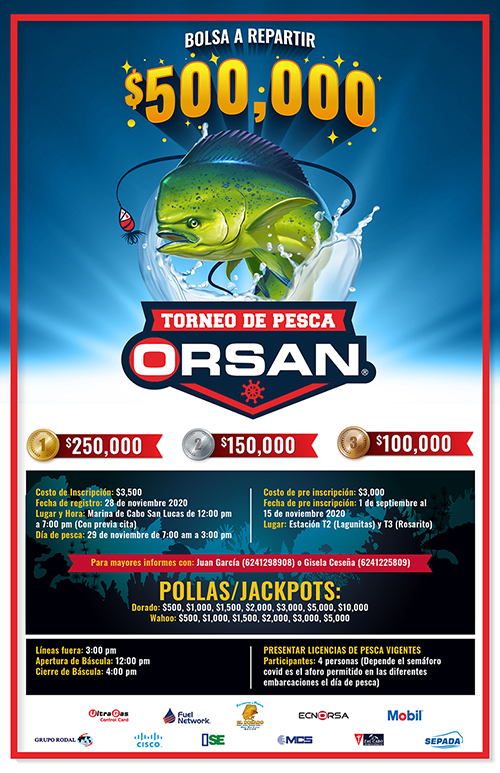 BOLSA A REPARTIR
$500,000
TORNEO DE PESCA
ORSAN®
1 $250,000
2 $150,000
3 $100,000
Costo de Inscripción: $3,500
Fecha de registro: 28 de noviembre 2020
Lugar y Hora: Marina de Cabo San Lucas de 12:00 pm
a 7:00 pm (Con previa cita)
Día de pesca: 29 de noviembre de 7:00 am a 3:00 pm
Costo de pre inscripción: $3,000
Fecha de pre inscripción: 1 de septiembre al
15 de noviembre 2020
Lugar: Estación T2 (Lagunitas) y T3 (Rosarito)
Para mayores informes con: Juan García (6241298908) o Gisela Ceseña (6241225809)
POLLAS/JACKPOTS:
Dorado: $500, $1,000, $1,500, $2,000, $3,000, $5,000, $10,000
Wahoo: $500, $1,000, $1,500, $2,000, $3,000, $5,000
Líneas fuera: 3:00 pm
Apertura de Báscula: 12:00 pm
Cierre de Báscula: 4:00 pm
PRESENTAR LICENCIAS DE PESCA VIGENTES
Participantes: 4 personas (Depende el semáforo
covid es el aforo permitido en las diferentes
embarcaciones el día de pesca)
UltraGas
Control Card
Fuel
Network
EL DORADO
ECNORSA
Mobil
GRUPO RODAL
CISCO
ISE
MCS
SEPADA